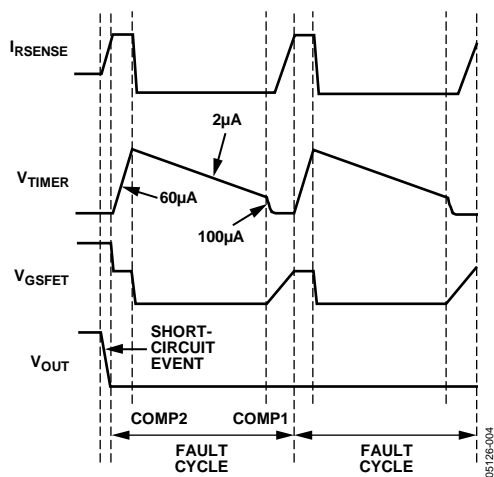 IRSENSE
2µA
VTIMER
60µA
100µA
VGSFET
SHORT-
CIRCUIT
EVENT
VOUT
COMP2
COMP1
FAULT
CYCLE
FAULT
CYCLE
05126-004